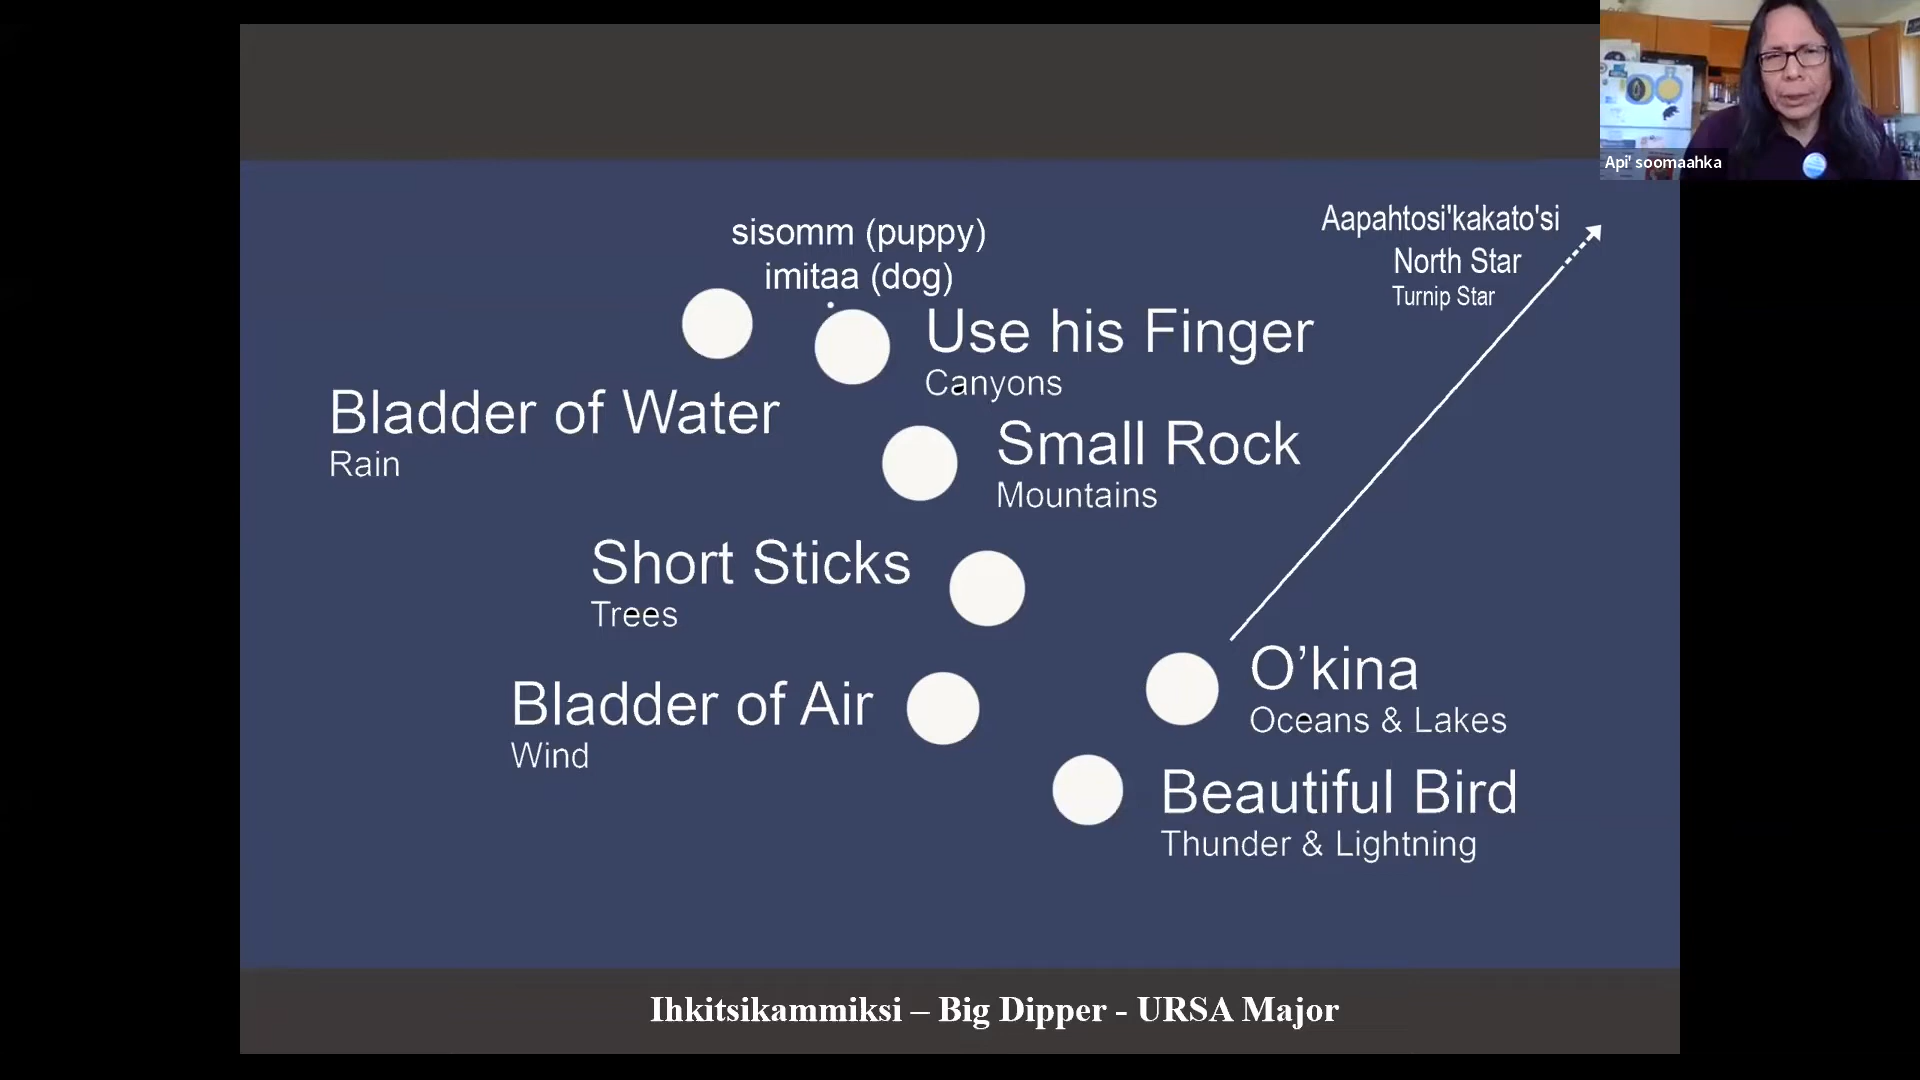 Api' soomaahka
sisomm (puppy)
imitaa (dog)
Aapahtosi'kakato'si
North Star
Turnip Star
Use his Finger
Canyons
Bladder of Water
Rain
Small Rock
Mountains
Short Sticks
Trees
Bladder of Air
Wind
O’kina
Oceans & Lakes
Beautiful Bird
Thunder & Lightning
Ihkitsikammiksi – Big Dipper - URSA Major